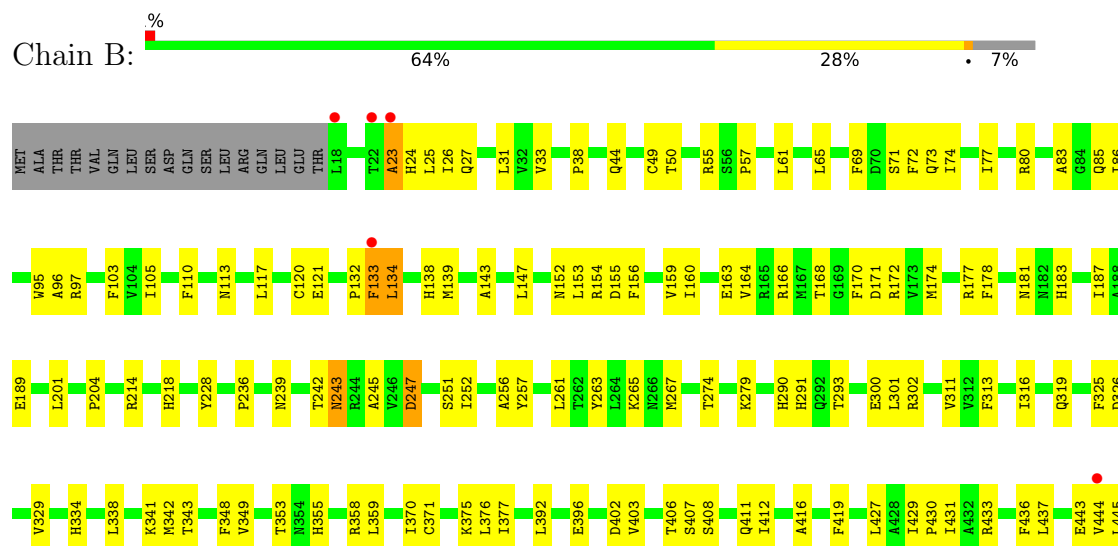 %
Chain B:
64% 28% • 7%
MET ALA THR THR VAL GLN LEU SER ASP GLN SER LEU ARG GLN LEU GLU THR L18 T22 A23 H24 L25 I26 Q27 L31 V32 V33 P38 Q44 C49 T50 R55 S56 P57 L61 L65 F69 D70 S71 F72 Q73 I74 I77 R80 A83 G84 Q85
W95 A96 R97 F103 V104 I105 F110 N113 L117 C120 E121 P132 F133 L134 H138 M139 A143 L147 N152 L153 R154 D155 F156 V159 I160 E163 V164 R165 R166 M167 T168 G169 F170 D171 R172 V173 M174 R177 F178 N181 N182 H183 I187 A188
E189 L201 P204 R214 H218 Y228 P236 N239 T242 N243 R244 A245 V246 D247 S251 I252 A256 Y257 L261 T262 Y263 L264 K265 N266 M267 T274 K279 H290 H291 Q292 T293 E300 L301 R302 V311 V312 F313 I316 Q319 F325 D326
V329 H334 L338 K341 M342 T343 F348 V349 T353 N354 H355 R358 L359 I370 C371 K375 L376 I377 L392 E396 D402 V403 T406 S407 S408 Q411 I412 A416 F419 L427 A428 I429 P430 I431 A432 R433 F436 L437 E443 V444 L445